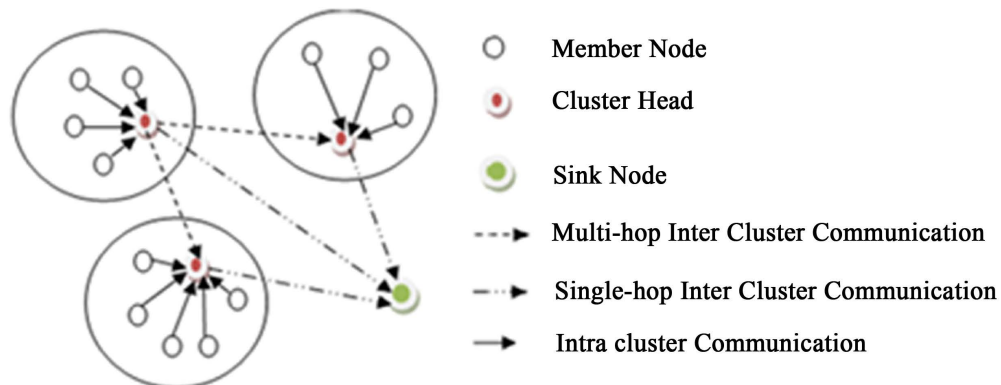 Member Node
Cluster Head
Sink Node
Multi-hop Inter Cluster Communication
Single-hop Inter Cluster Communication
Intra cluster Communication